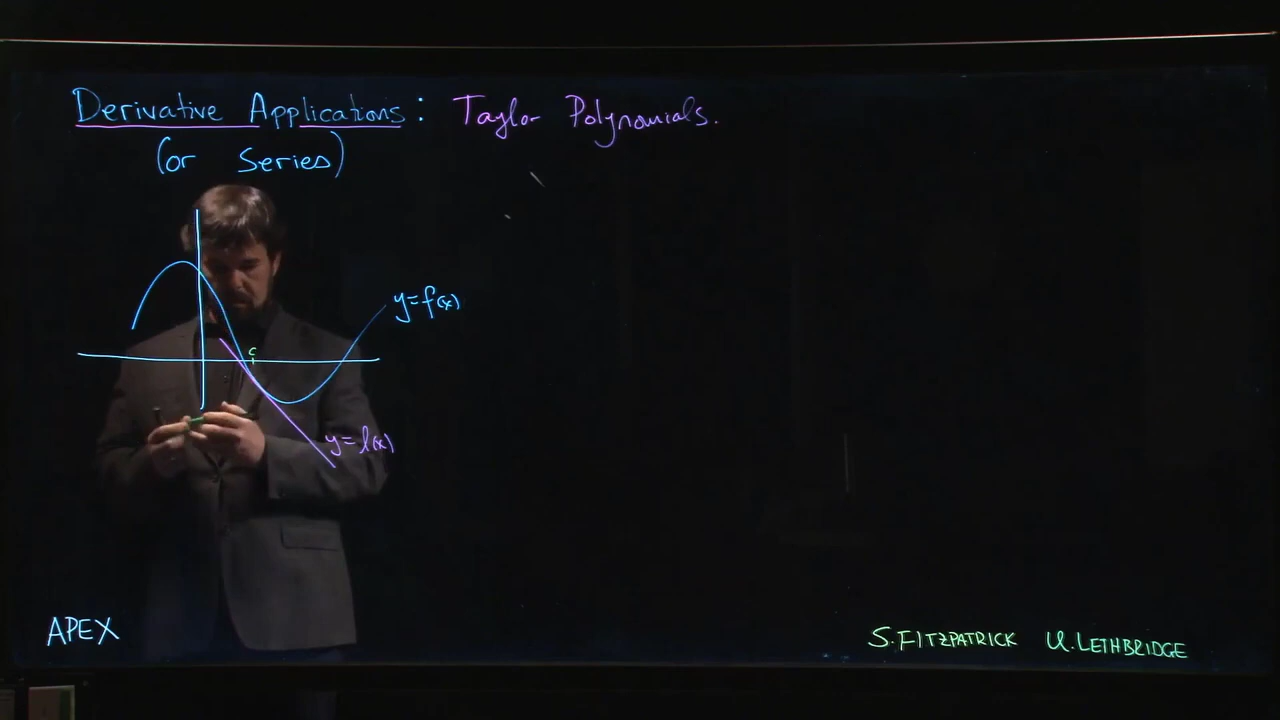 Derivative Applications: Taylor Polynomials.
(or Series)
y=f(x)
c
y=l(x)
APEX
S.FITZPATRICK U.LETHBRIDGE